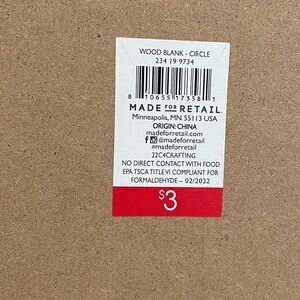 WOOD BLANK - CIRCLE
234 19 9734
8 10655 17358 1
MADE FOR RETAIL
Minneapolis, MN 55113 USA
ORIGIN: CHINA
madeforretail.com
@madeforretail
#madeforretail
22C4CRAFTING
NO DIRECT CONTACT WITH FOOD
EPA TSCA TITLE VI COMPLIANT FOR
FORMALDEHYDE - 02/2022
$3